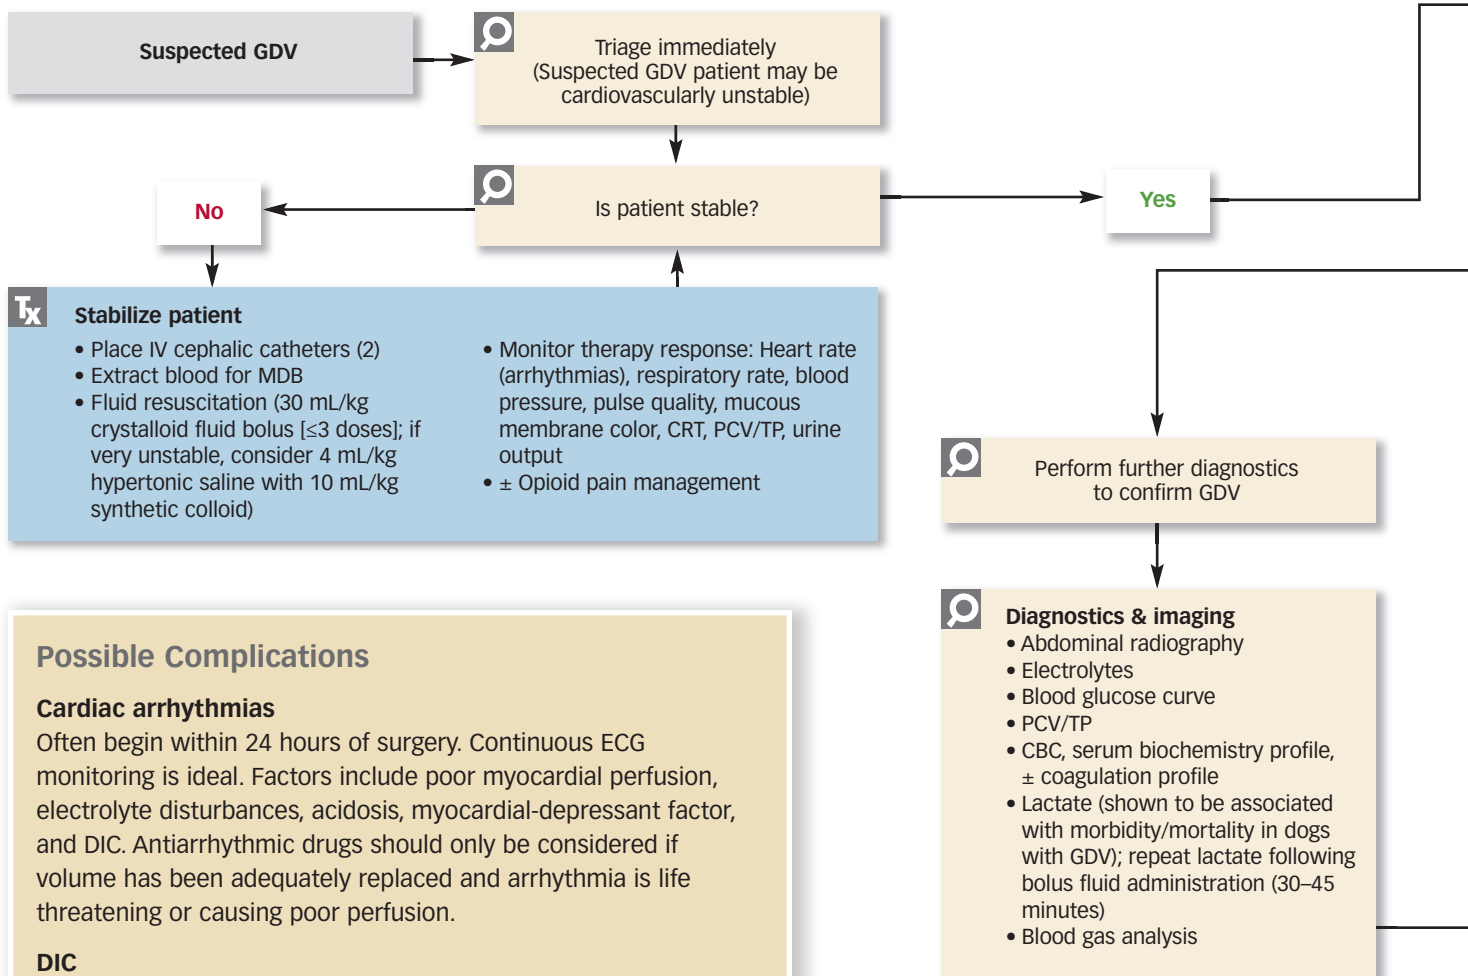 Suspected GDV
Triage immediately
(Suspected GDV patient may be
cardiovascularly unstable)
Is patient stable?
No
Yes
Tx
Stabilize patient
• Place IV cephalic catheters (2)
• Extract blood for MDB
• Fluid resuscitation (30 mL/kg
crystalloid fluid bolus [≤3 doses]; if
very unstable, consider 4 mL/kg
hypertonic saline with 10 mL/kg
synthetic colloid)
• Monitor therapy response: Heart rate
(arrhythmias), respiratory rate, blood
pressure, pulse quality, mucous
membrane color, CRT, PCV/TP, urine
output
• ± Opioid pain management
Perform further diagnostics
to confirm GDV
Diagnostics & imaging
• Abdominal radiography
• Electrolytes
• Blood glucose curve
• PCV/TP
• CBC, serum biochemistry profile,
± coagulation profile
• Lactate (shown to be associated
with morbidity/mortality in dogs
with GDV); repeat lactate following
bolus fluid administration (30–45
minutes)
• Blood gas analysis
Possible Complications
Cardiac arrhythmias
Often begin within 24 hours of surgery. Continuous ECG
monitoring is ideal. Factors include poor myocardial perfusion,
electrolyte disturbances, acidosis, myocardial-depressant factor,
and DIC. Antiarrhythmic drugs should only be considered if
volume has been adequately replaced and arrhythmia is life
threatening or causing poor perfusion.
DIC